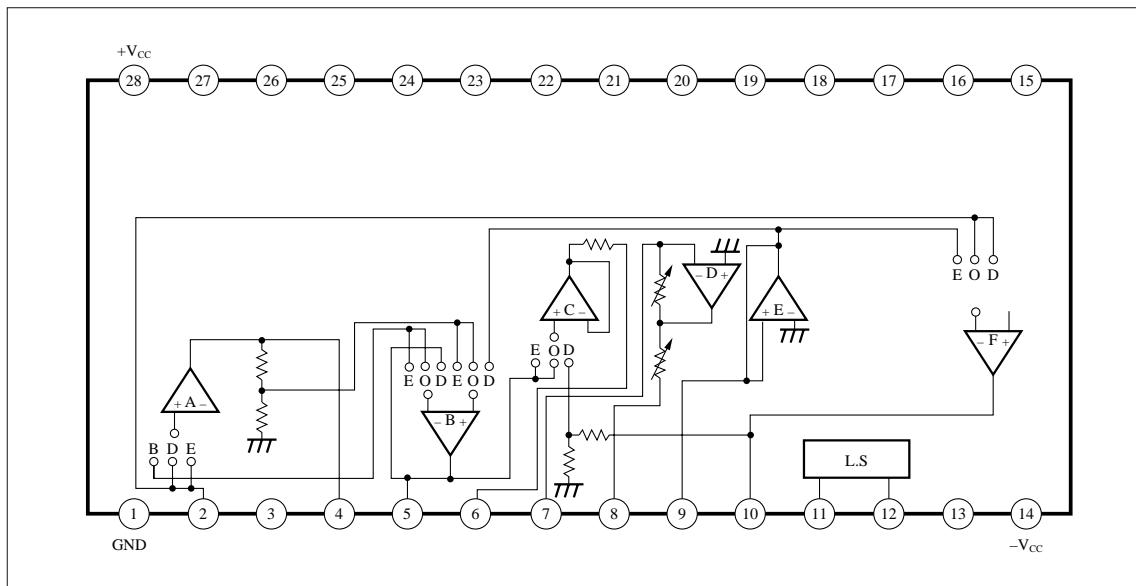 +VCC
28 27 26 25 24 23 22 21 20 19 18 17 16 15
E O D
– D +
+ C –
+ E –
– F +
E O D
E O D E O D
+ A –
– B +
B D E
L.S
1 2 3 4 5 6 7 8 9 10 11 12 13 14
GND –VCC